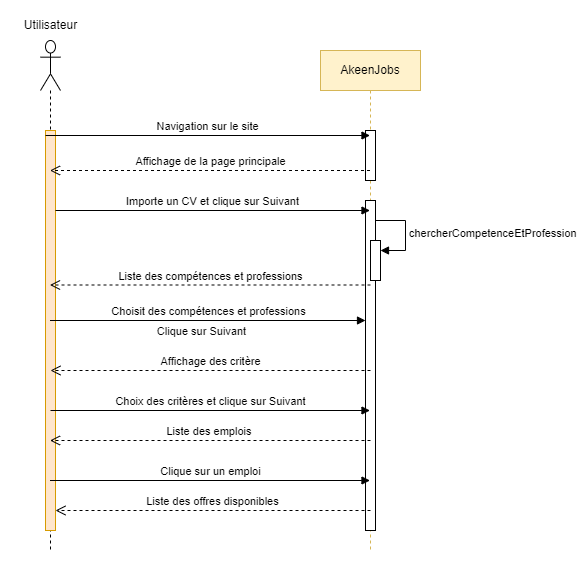 Utilisateur
AkeenJobs
Navigation sur le site
Affichage de la page principale
Importe un CV et clique sur Suivant
chercherCompetenceEtProfession
Liste des compétences et professions
Choisit des compétences et professions
Clique sur Suivant
Affichage des critère
Choix des critères et clique sur Suivant
Liste des emplois
Clique sur un emploi
Liste des offres disponibles